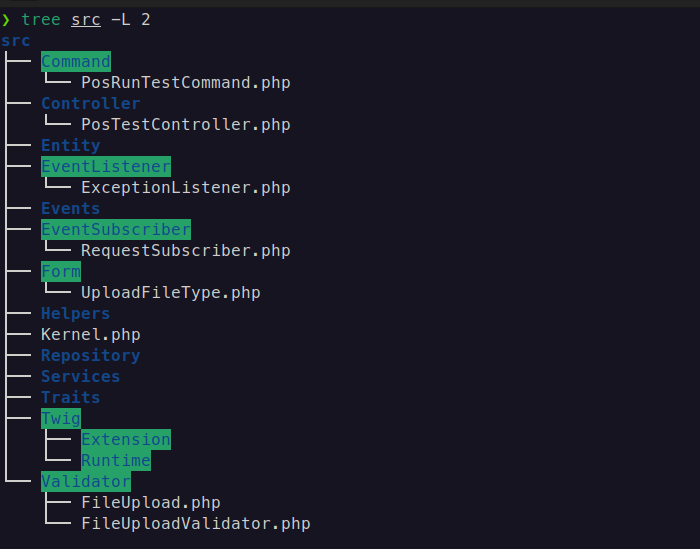 ❯ tree src -L 2
src
├── Command
│   └── PosRunTestCommand.php
├── Controller
│   └── PosTestController.php
├── Entity
├── EventListener
│   └── ExceptionListener.php
├── Events
├── EventSubscriber
│   └── RequestSubscriber.php
├── Form
│   └── UploadFileType.php
├── Helpers
├── Kernel.php
├── Repository
├── Services
├── Traits
├── Twig
│   ├── Extension
│   └── Runtime
└── Validator
    ├── FileUpload.php
    └── FileUploadValidator.php